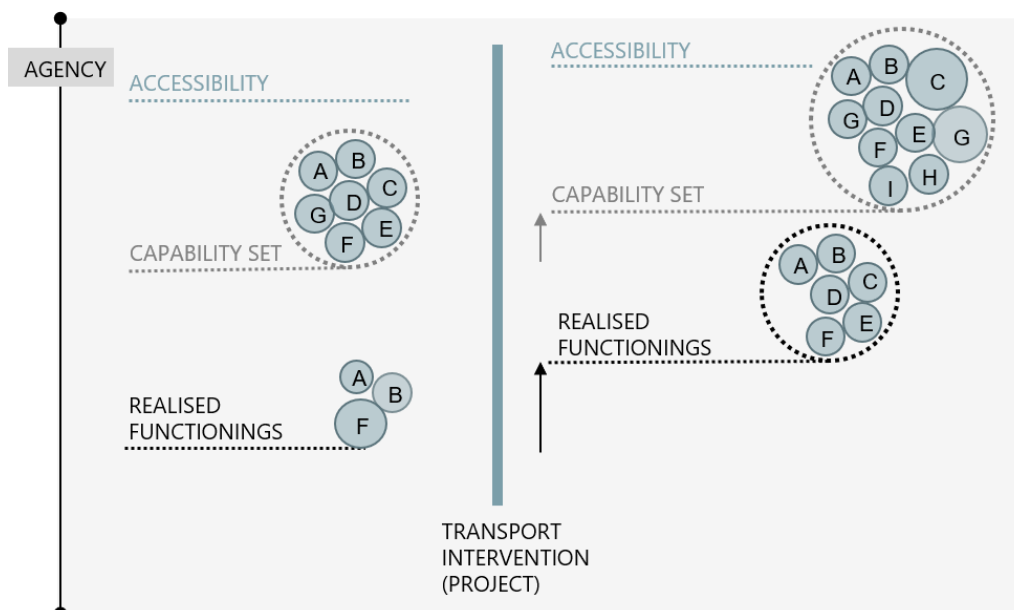 AGENCY
ACCESSIBILITY
A
B
C
D
G
E
F
CAPABILITY SET
REALISED
FUNCTIONINGS
A
B
F
TRANSPORT
INTERVENTION
(PROJECT)
ACCESSIBILITY
A
B
C
G
D
E
G
F
I
H
CAPABILITY SET
A
B
C
D
E
F
REALISED
FUNCTIONINGS